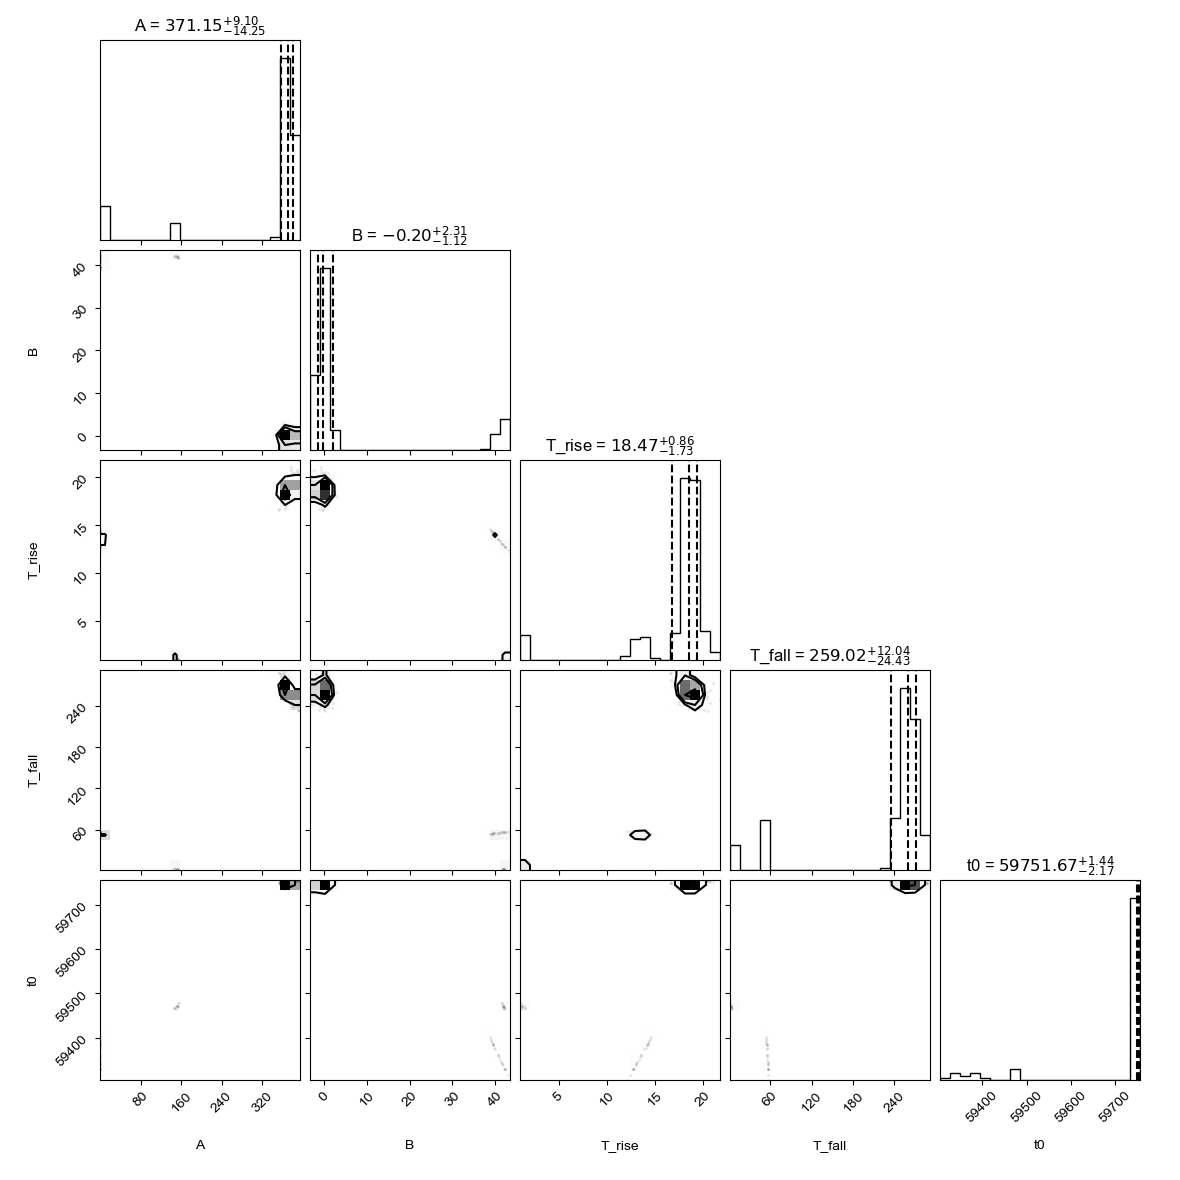 A = 371.15 +9.10 −14.25
B = −0.20 +2.31 −1.12
40
30
20
10
0
B
T_rise = 18.47 +0.86 −1.73
20
15
10
5
T_rise
T_fall = 259.02 +12.04 −24.43
240
180
120
60
T_fall
t0 = 59751.67 +1.44 −2.17
59700
59600
59500
59400
t0
80 160 240 320 0 10 20 30 40 5 10 15 20 60 120 180 240 59400 59500 59600 59700
A B T_rise T_fall t0